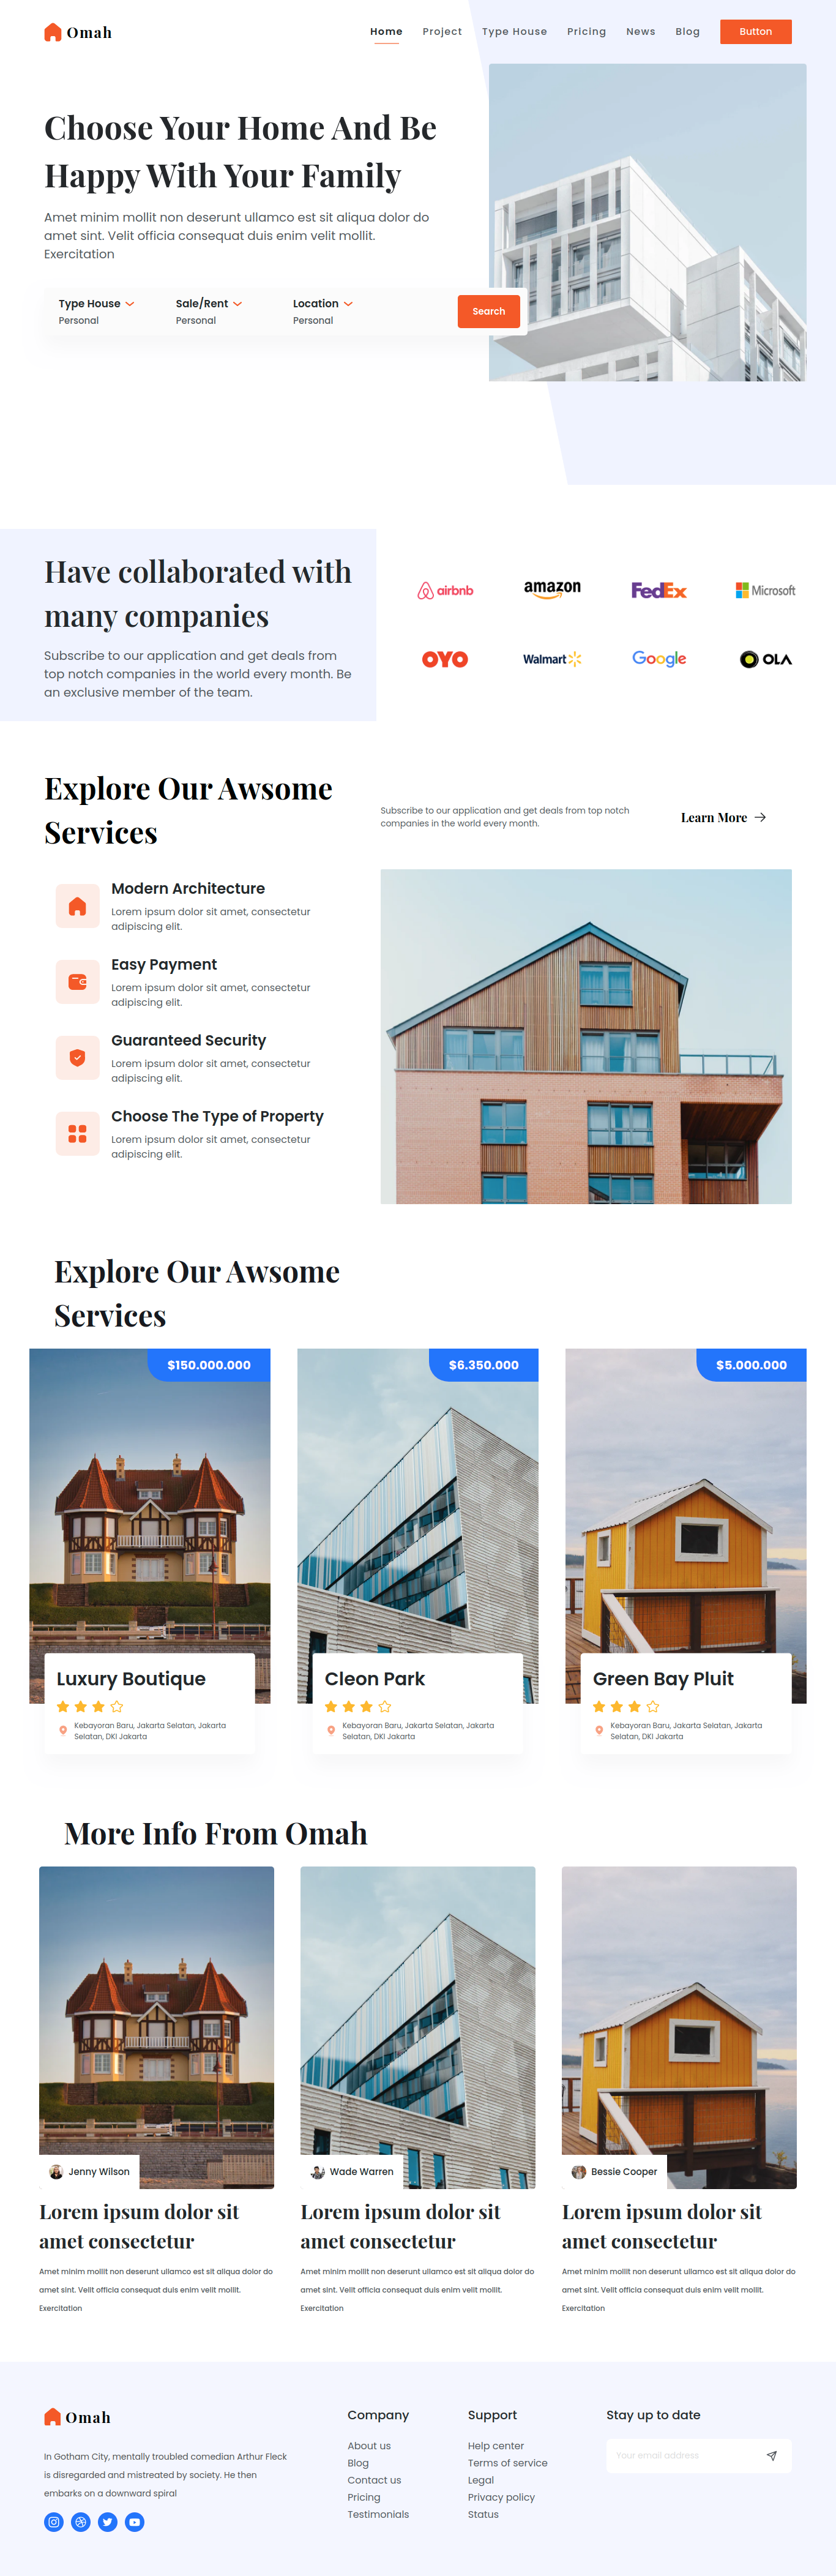 Omah
Home Project Type House Pricing News Blog Button
Choose Your Home And Be
Happy With Your Family
Amet minim mollit non deserunt ullamco est sit aliqua dolor do
amet sint. Velit officia consequat duis enim velit mollit.
Exercitation
Type House Sale/Rent Location
Personal Personal Personal
Search
Have collaborated with
many companies
Subscribe to our application and get deals from
top notch companies in the world every month. Be
an exclusive member of the team.
airbnb amazon FedEx Microsoft
OYO Walmart Google OLA
Explore Our Awsome
Services
Subscribe to our application and get deals from top notch
companies in the world every month.
Learn More
Modern Architecture
Lorem ipsum dolor sit amet, consectetur
adipiscing elit.
Easy Payment
Lorem ipsum dolor sit amet, consectetur
adipiscing elit.
Guaranteed Security
Lorem ipsum dolor sit amet, consectetur
adipiscing elit.
Choose The Type of Property
Lorem ipsum dolor sit amet, consectetur
adipiscing elit.
Explore Our Awsome
Services
$150.000.000
Luxury Boutique
Kebayoran Baru, Jakarta Selatan, Jakarta
Selatan, DKI Jakarta
$6.350.000
Cleon Park
Kebayoran Baru, Jakarta Selatan, Jakarta
Selatan, DKI Jakarta
$5.000.000
Green Bay Pluit
Kebayoran Baru, Jakarta Selatan, Jakarta
Selatan, DKI Jakarta
More Info From Omah
Jenny Wilson
Lorem ipsum dolor sit
amet consectetur
Amet minim mollit non deserunt ullamco est sit aliqua dolor do
amet sint. Velit officia consequat duis enim velit mollit.
Exercitation
Wade Warren
Lorem ipsum dolor sit
amet consectetur
Amet minim mollit non deserunt ullamco est sit aliqua dolor do
amet sint. Velit officia consequat duis enim velit mollit.
Exercitation
Bessie Cooper
Lorem ipsum dolor sit
amet consectetur
Amet minim mollit non deserunt ullamco est sit aliqua dolor do
amet sint. Velit officia consequat duis enim velit mollit.
Exercitation
Omah
In Gotham City, mentally troubled comedian Arthur Fleck
is disregarded and mistreated by society. He then
embarks on a downward spiral
Company
About us
Blog
Contact us
Pricing
Testimonials
Support
Help center
Terms of service
Legal
Privacy policy
Status
Stay up to date
Your email address